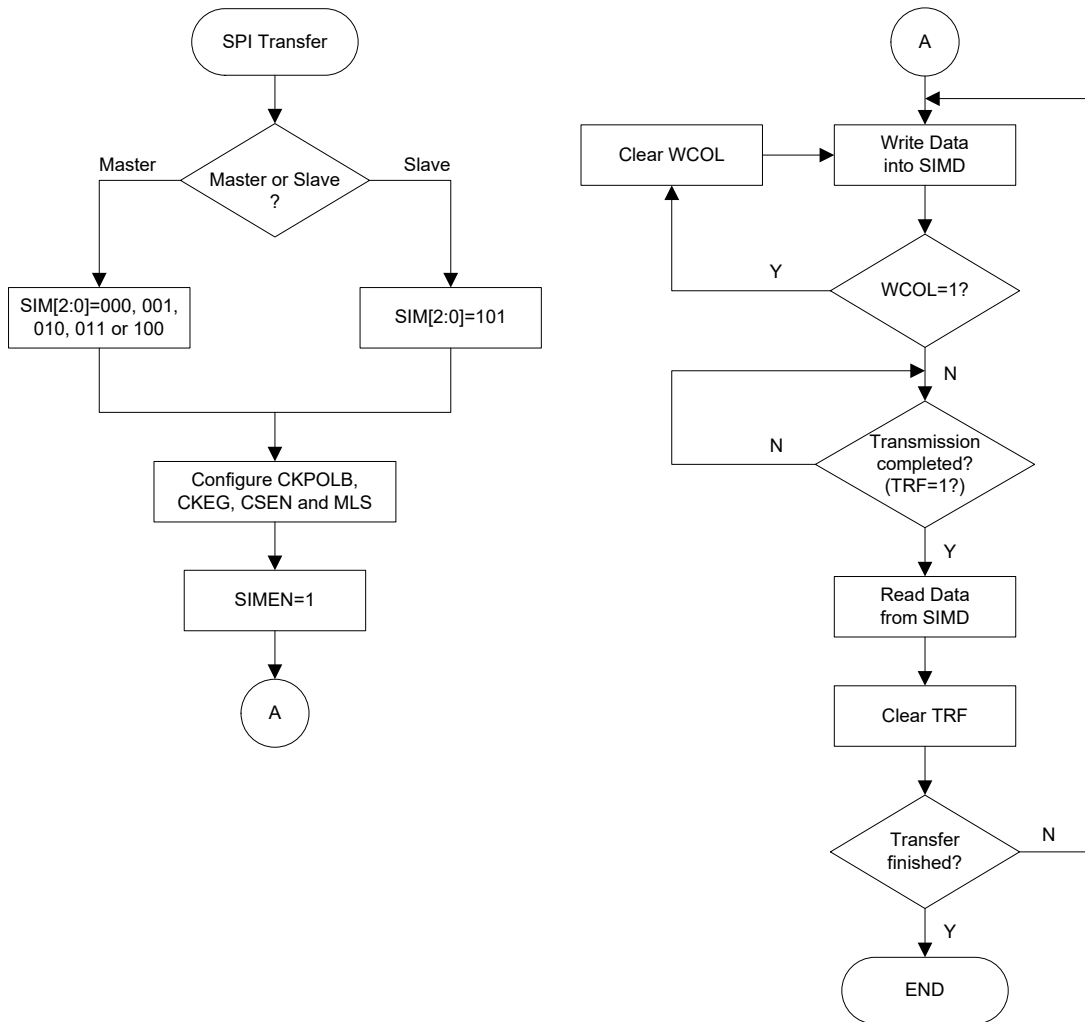 SPI Transfer
Master
Master or Slave
?
Slave
SIM[2:0]=000, 001,
010, 011 or 100
SIM[2:0]=101
Configure CKPOLB,
CKEG, CSEN and MLS
SIMEN=1
A
A
Clear WCOL
Write Data
into SIMD
Y
WCOL=1?
N
N
Transmission
completed?
(TRF=1?)
Y
Read Data
from SIMD
Clear TRF
Transfer
finished?
N
Y
END